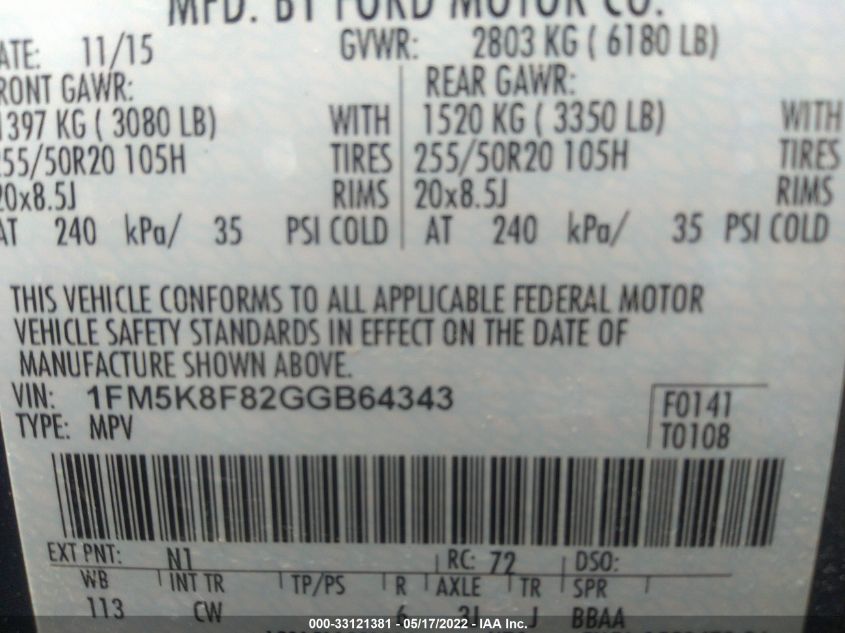 MFD. BY FORD MOTOR CO.
ATE: 11/15 GVWR: 2803 KG ( 6180 LB)
RONT GAWR: REAR GAWR:
1397 KG ( 3080 LB) WITH 1520 KG ( 3350 LB) WITH
255/50R20 105H TIRES 255/50R20 105H TIRES
20x8.5J RIMS 20x8.5J RIMS
AT 240 kPa/ 35 PSI COLD AT 240 kPa/ 35 PSI COLD
THIS VEHICLE CONFORMS TO ALL APPLICABLE FEDERAL MOTOR
VEHICLE SAFETY STANDARDS IN EFFECT ON THE DATE OF
MANUFACTURE SHOWN ABOVE.
VIN: 1FM5K8F82GGB64343 F0141
TYPE: MPV T0108
EXT PNT: N1 RC: 72 DSO:
WB INT TR TP/PS R AXLE TR SPR
113 CW 6 3L J BBAA
000-33121381 - 05/17/2022 - IAA Inc.